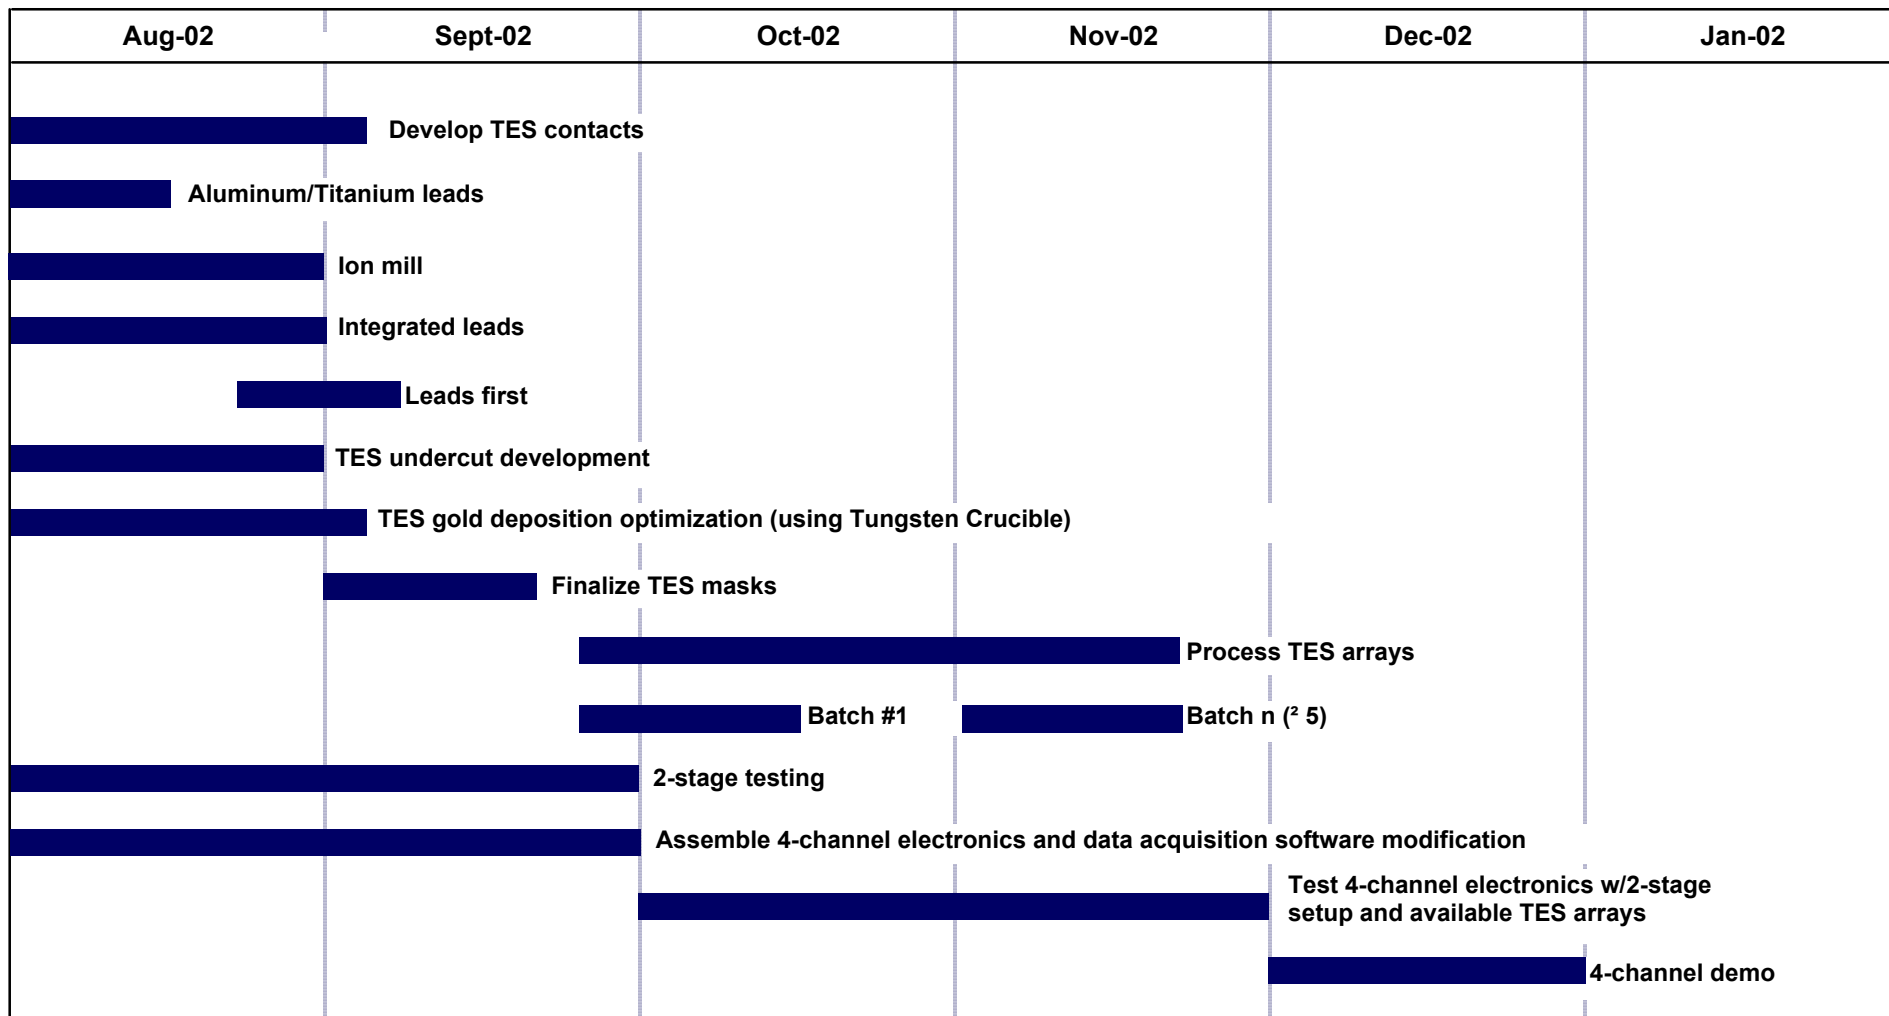 Aug-02 Sept-02 Oct-02 Nov-02 Dec-02 Jan-02
Develop TES contacts
Aluminum/Titanium leads
Ion mill
Integrated leads
Leads first
TES undercut development
TES gold deposition optimization (using Tungsten Crucible)
Finalize TES masks
Process TES arrays
Batch #1 Batch n (² 5)
2-stage testing
Assemble 4-channel electronics and data acquisition software modification
Test 4-channel electronics w/2-stage
setup and available TES arrays
4-channel demo